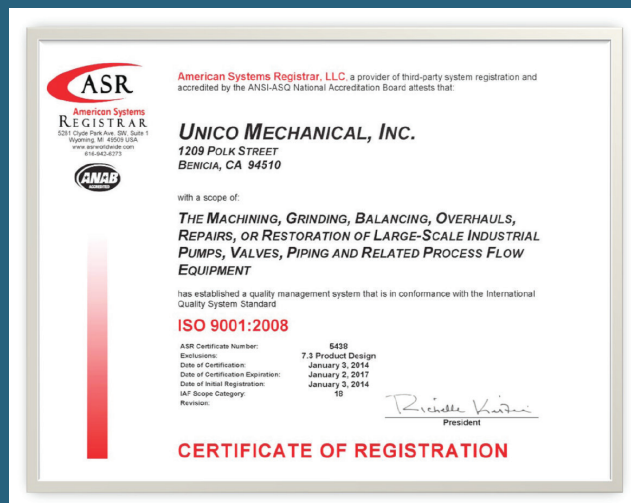 ASR
American Systems
REGISTRAR
5281 Clyde Park Ave, SW, Suite 1
Wyoming, MI 49509 USA
www.asrworldwide.com
616-942-6273
ANAB
ACCREDITED
American Systems Registrar, LLC, a provider of third-party system registration and
accredited by the ANSI-ASQ National Accreditation Board attests that:
UNICO MECHANICAL, INC.
1209 POLK STREET
BENICIA, CA 94510
with a scope of:
THE MACHINING, GRINDING, BALANCING, OVERHAULS,
REPAIRS, OR RESTORATION OF LARGE-SCALE INDUSTRIAL
PUMPS, VALVES, PIPING AND RELATED PROCESS FLOW
EQUIPMENT
has established a quality management system that is in conformance with the International
Quality System Standard
ISO 9001:2008
ASR Certificate Number: 5438
Exclusions: 7.3 Product Design
Date of Certification: January 3, 2014
Date of Certification Expiration: January 2, 2017
Date of Initial Registration: January 3, 2014
IAF Scope Category: 18
Revision:
President
CERTIFICATE OF REGISTRATION